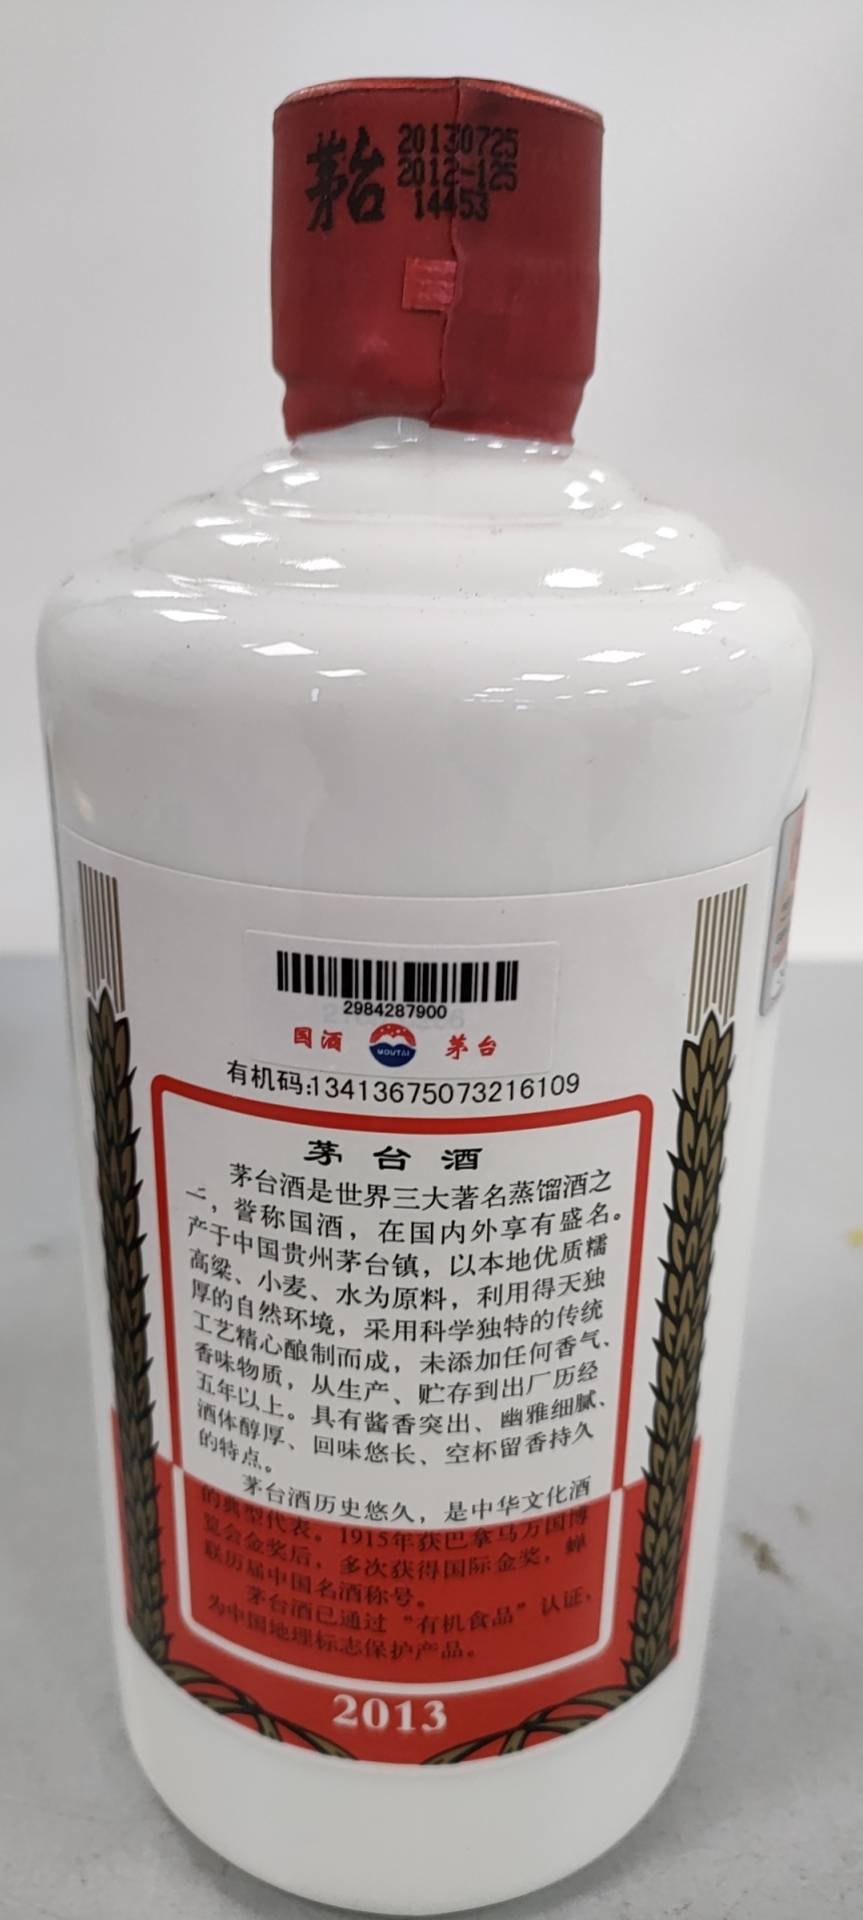 茅台
20130725
2012-125
14453
2984287900
国酒
MOUTAI
茅台
有机码:13413675073216109
茅台酒
茅台酒是世界三大著名蒸馏酒之
一，誉称国酒，在国内外享有盛名。
产于中国贵州茅台镇，以本地优质糯
高粱、小麦、水为原料，利用得天独
厚的自然环境，采用科学独特的传统
工艺精心酿制而成，未添加任何香气、
香味物质，从生产、贮存到出厂历经
五年以上。具有酱香突出、幽雅细腻、
酒体醇厚、回味悠长、空杯留香持久
的特点。
茅台酒历史悠久，是中华文化酒
的典型代表。1915年获巴拿马万国博
览会金奖后，多次获得国际金奖，蝉
联历届中国名酒称号。
茅台酒已通过“有机食品”认证，
为中国地理标志保护产品。
2013